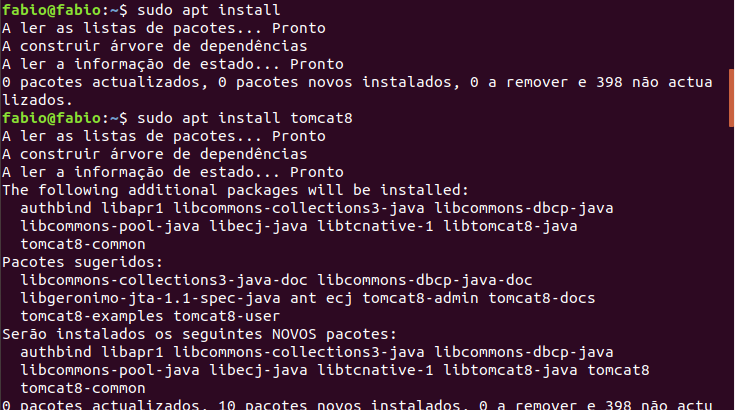 fabio@fabio:~$ sudo apt install
A ler as listas de pacotes... Pronto
A construir árvore de dependências
A ler a informação de estado... Pronto
0 pacotes actualizados, 0 pacotes novos instalados, 0 a remover e 398 não actua
lizados.
fabio@fabio:~$ sudo apt install tomcat8
A ler as listas de pacotes... Pronto
A construir árvore de dependências
A ler a informação de estado... Pronto
The following additional packages will be installed:
authbind libapr1 libcommons-collections3-java libcommons-dbcp-java
libcommons-pool-java libecj-java libtcnative-1 libtomcat8-java
tomcat8-common
Pacotes sugeridos:
libcommons-collections3-java-doc libcommons-dbcp-java-doc
libgeronimo-jta-1.1-spec-java ant ecj tomcat8-admin tomcat8-docs
tomcat8-examples tomcat8-user
Serão instalados os seguintes NOVOS pacotes:
authbind libapr1 libcommons-collections3-java libcommons-dbcp-java
libcommons-pool-java libecj-java libtcnative-1 libtomcat8-java tomcat8
tomcat8-common
0 pacotes actualizados, 10 pacotes novos instalados, 0 a remover e 398 não actu